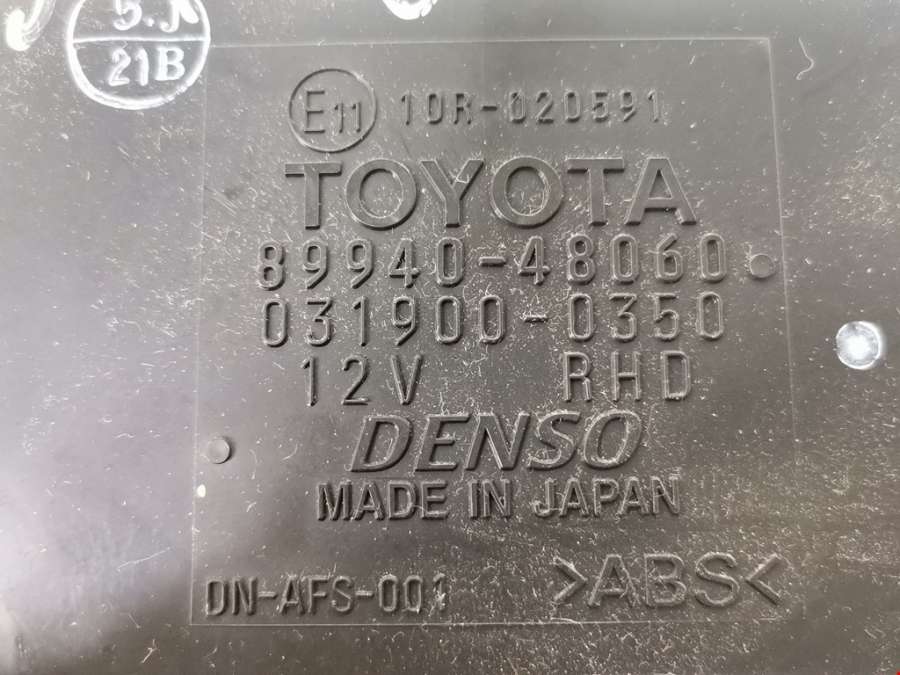 21B
E11 10R-020591
TOYOTA
89940-48060
031900-0350
12V RHD
DENSO
MADE IN JAPAN
DN-AFS-001 >ABS<